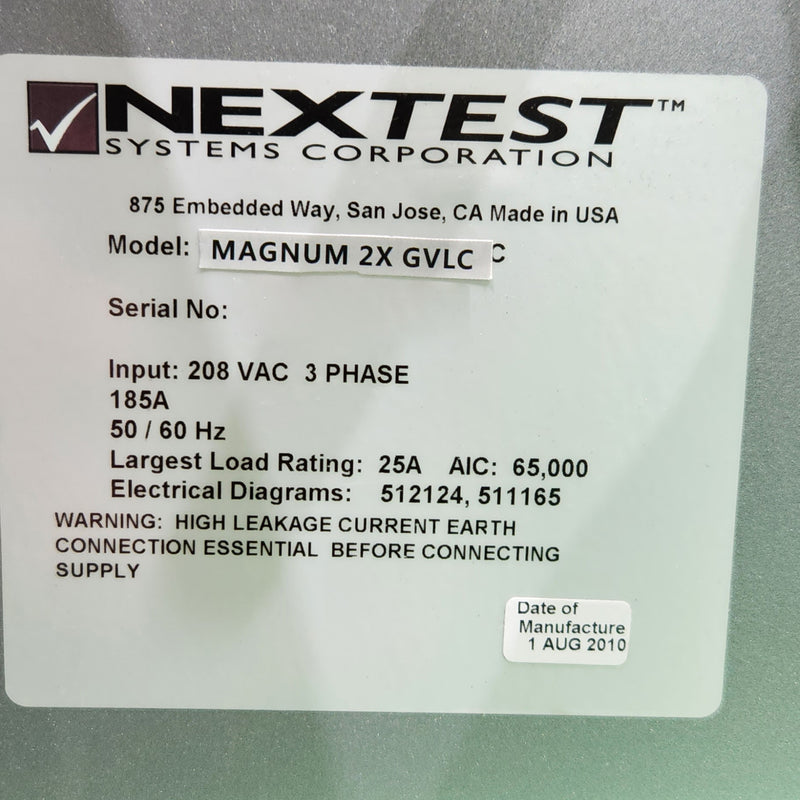 NEXTEST™
SYSTEMS CORPORATION
875 Embedded Way, San Jose, CA Made in USA
Model: MAGNUM 2X GVLC C
Serial No:
Input: 208 VAC 3 PHASE
185A
50 / 60 Hz
Largest Load Rating: 25A AIC: 65,000
Electrical Diagrams: 512124, 511165
WARNING: HIGH LEAKAGE CURRENT EARTH
CONNECTION ESSENTIAL BEFORE CONNECTING
SUPPLY
Date of
Manufacture
1 AUG 2010